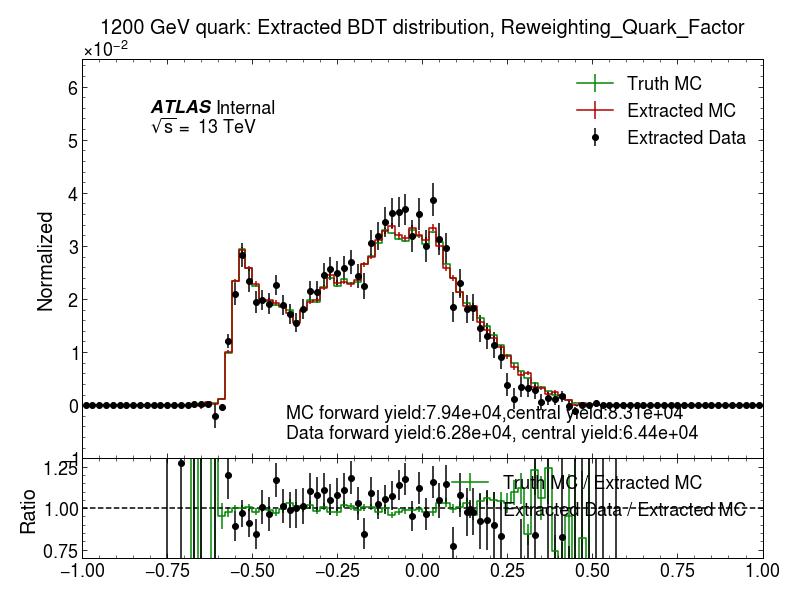 1200 GeV quark: Extracted BDT distribution, Reweighting_Quark_Factor
×10−2
ATLAS Internal
√s = 13 TeV
Truth MC
Extracted MC
Extracted Data
Normalized
6
5
4
3
2
1
0
−1
MC forward yield:7.94e+04,central yield:8.31e+04
Data forward yield:6.28e+04, central yield:6.44e+04
Ratio
1.25
1.00
0.75
Truth MC / Extracted MC
Extracted Data / Extracted MC
−1.00 −0.75 −0.50 −0.25 0.00 0.25 0.50 0.75 1.00